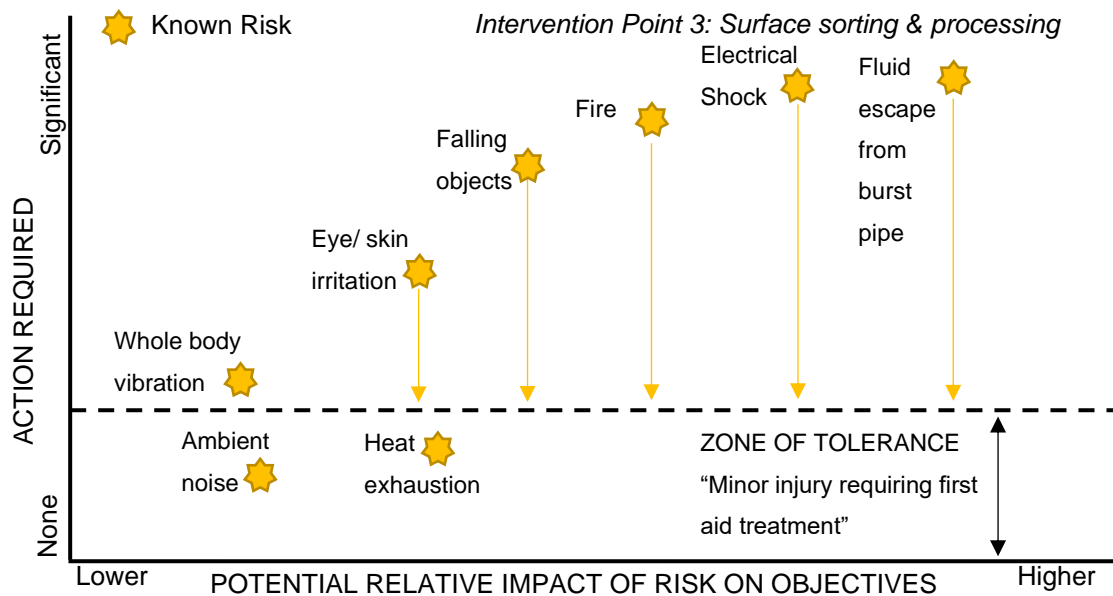 Known Risk
Intervention Point 3: Surface sorting & processing
Significant
ACTION REQUIRED
None
Electrical
Shock
Fluid
escape
from
burst
pipe
Fire
Falling
objects
Eye/ skin
irritation
Whole body
vibration
Ambient
noise
Heat
exhaustion
ZONE OF TOLERANCE
“Minor injury requiring first
aid treatment”
Lower
POTENTIAL RELATIVE IMPACT OF RISK ON OBJECTIVES
Higher